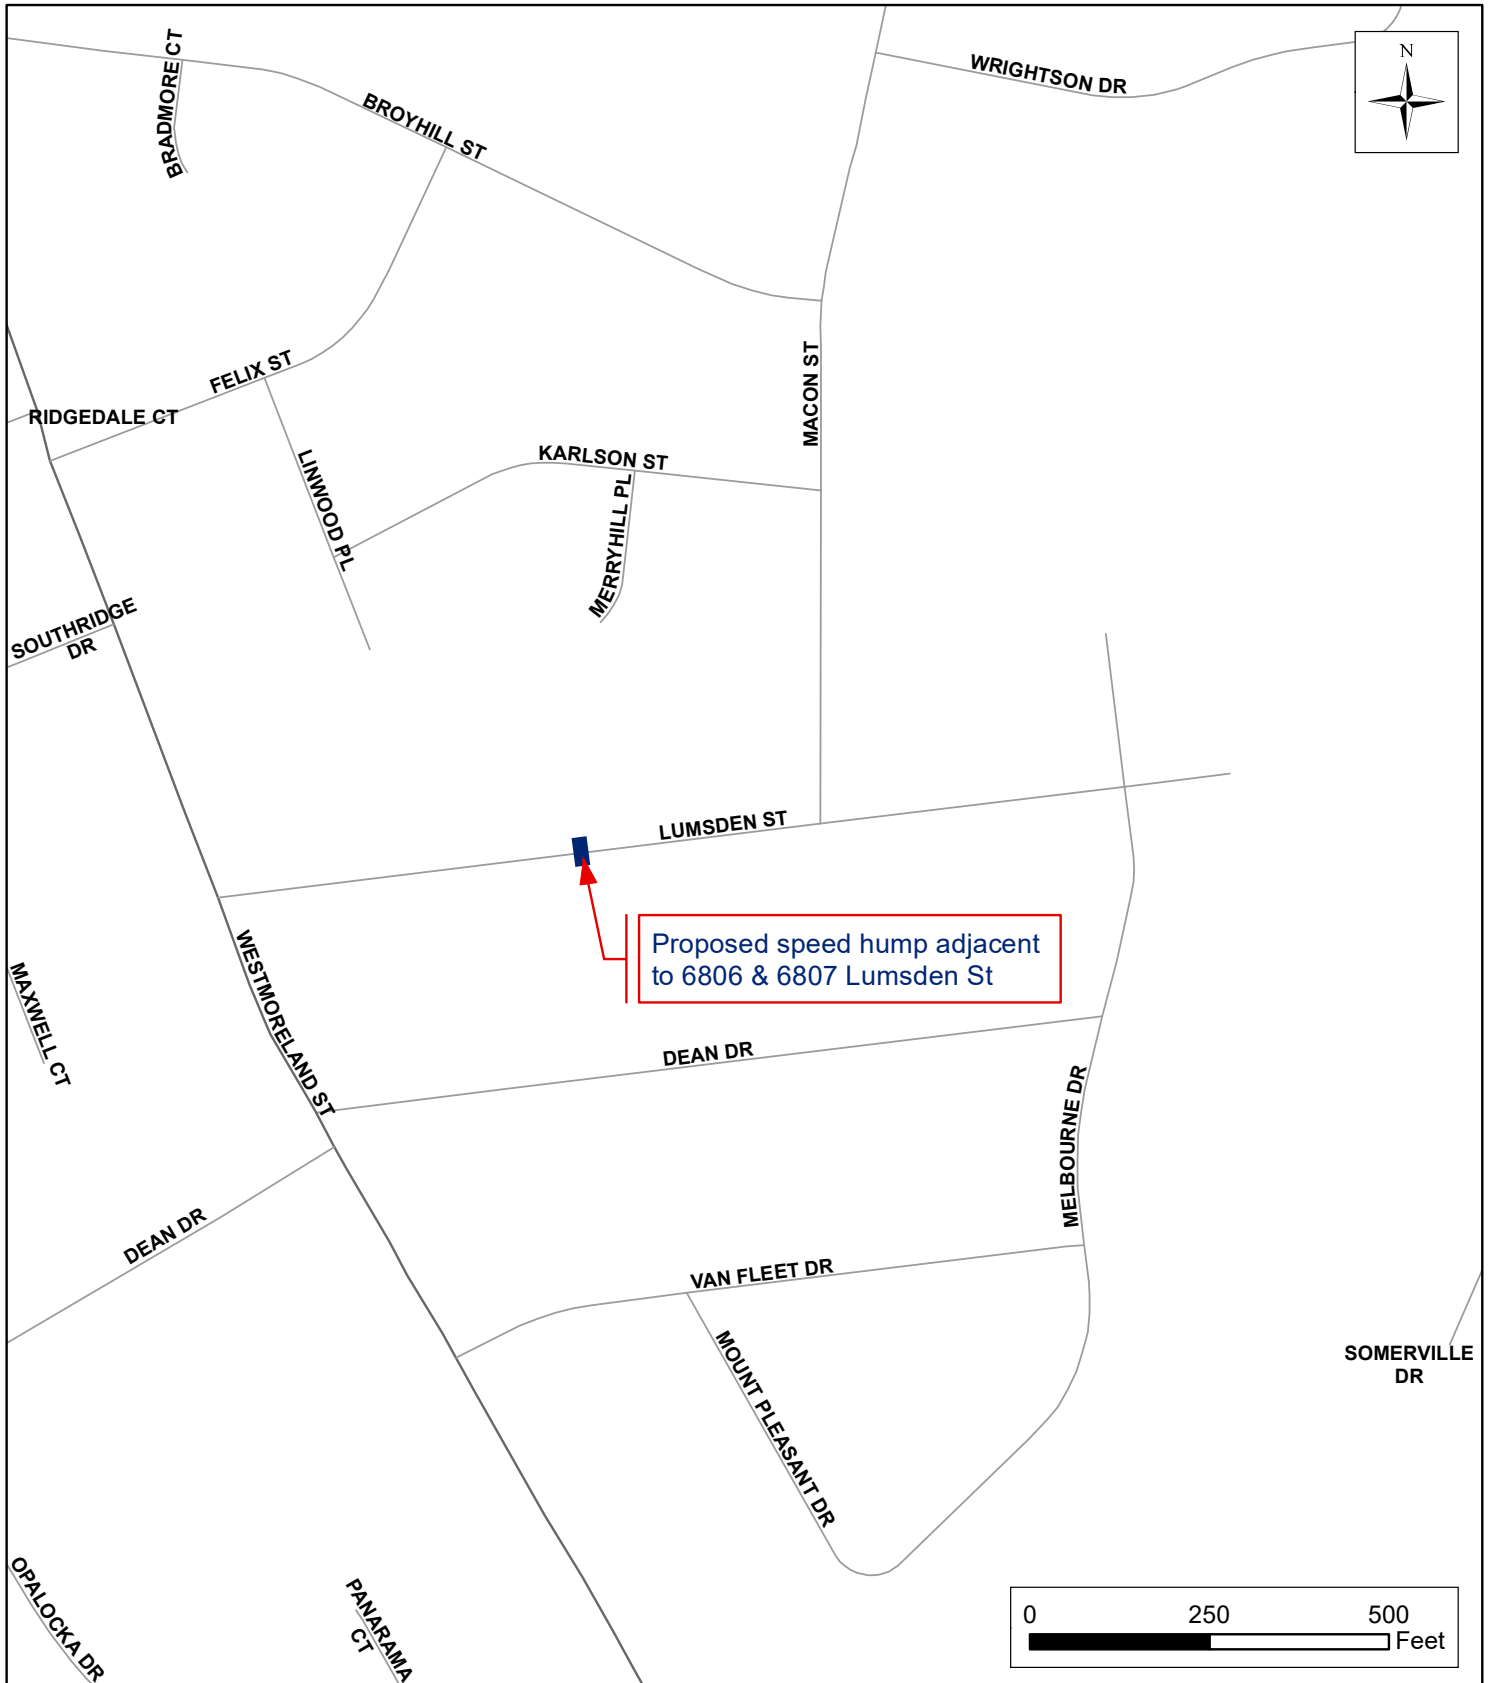 BRADMORE CT
BROYHILL ST
WRIGHTSON DR
N
FELIX ST
RIDGEDALE CT
MACON ST
LINWOOD PL
KARLSON ST
MERRYHILL PL
SOUTHRIDGE
DR
LUMSDEN ST
Proposed speed hump adjacent
to 6806 & 6807 Lumsden St
WESTMORELAND ST
MAXWELL CT
DEAN DR
MELBOURNE DR
DEAN DR
VAN FLEET DR
MOUNT PLEASANT DR
SOMERVILLE
DR
OPALOCKA DR
PANARAMA
CT
0 250 500
Feet